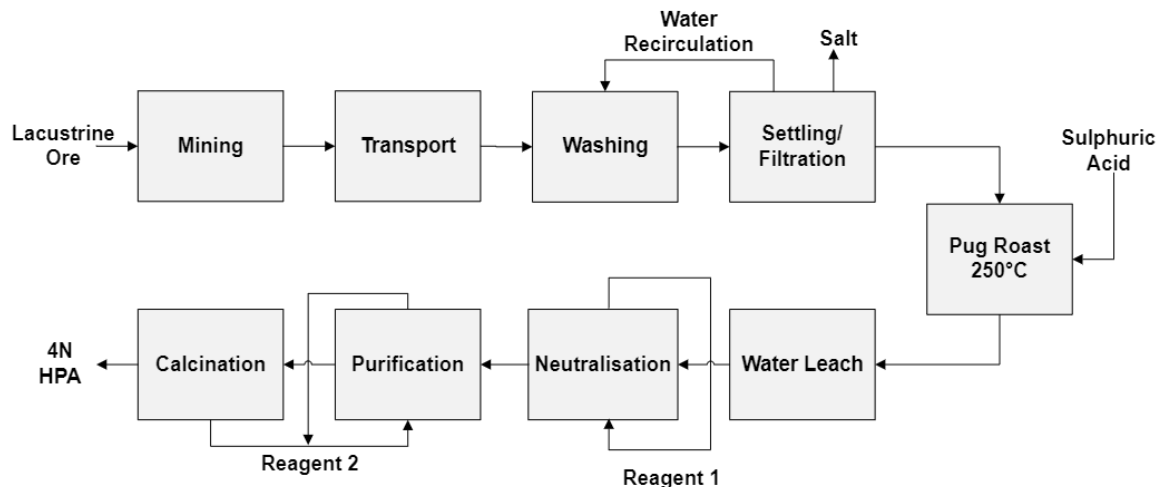 Water
Recirculation
Salt
Lacustrine
Ore
Mining
Transport
Washing
Settling/
Filtration
Sulphuric
Acid
Pug Roast
250°C
4N
HPA
Calcination
Purification
Neutralisation
Water Leach
Reagent 2
Reagent 1